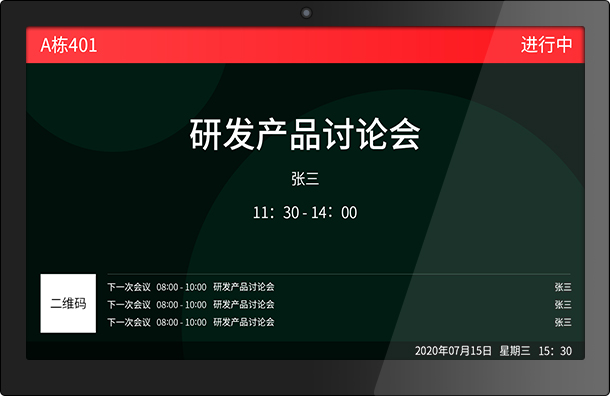 A栋401 进行中
研发产品讨论会
张三
11：30 - 14：00
二维码
下一次会议 08:00 - 10:00 研发产品讨论会 张三
下一次会议 08:00 - 10:00 研发产品讨论会 张三
下一次会议 08:00 - 10:00 研发产品讨论会 张三
2020年07月15日 星期三 15：30